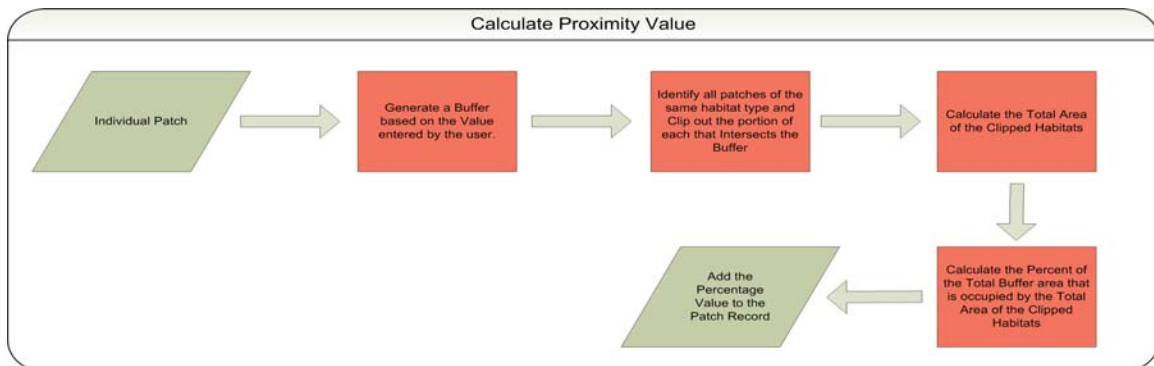 Calculate Proximity Value
Individual Patch
Generate a Buffer
based on the Value
entered by the user.
Identify all patches of the
same habitat type and
Clip out the portion of
each that Intersects the
Buffer
Calculate the Total Area
of the Clipped Habitats
Calculate the Percent of
the Total Buffer area that
is occupied by the Total
Area of the Clipped
Habitats
Add the
Percentage
Value to the
Patch Record